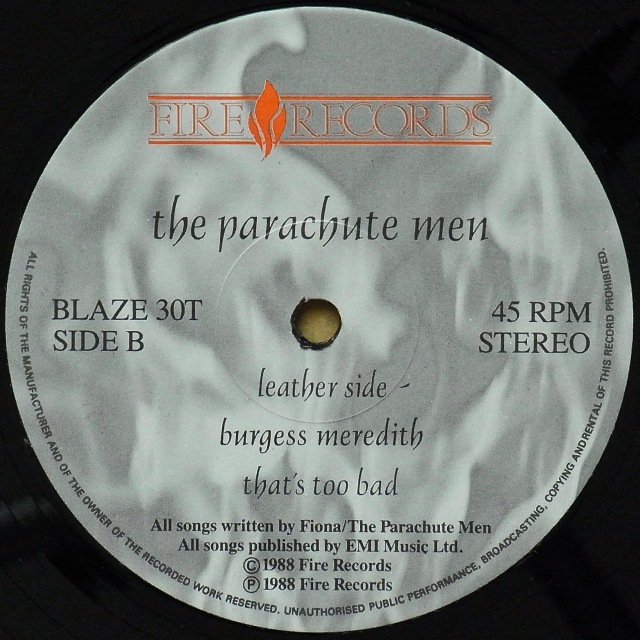 FIRE RECORDS
the parachute men
BLAZE 30T
SIDE B
45 RPM
STEREO
leather side -
burgess meredith
that's too bad
All songs written by Fiona/The Parachute Men
All songs published by EMI Music Ltd.
© 1988 Fire Records
℗ 1988 Fire Records
ALL RIGHTS OF THE MANUFACTURER AND OF THE OWNER OF THE RECORDED WORK RESERVED. UNAUTHORISED PUBLIC PERFORMANCE, BROADCASTING, COPYING AND RENTAL OF THIS RECORD PROHIBITED.